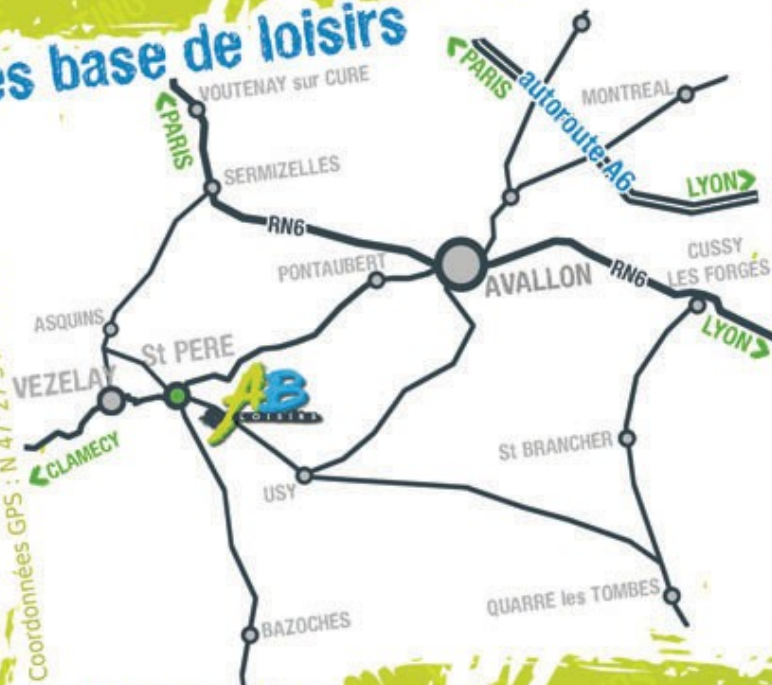 es base de loisirs
VOUTENAY sur CURE
<PARIS
SERMIZELLES
RN6
<PARIS
autoroute A6
MONTREAL
LYON>
PONTAUBERT
AVALLON
RN6
CUSSY
LES FORGES
LYON>
ASQUINS
St PERE
VEZELAY
AB
LOISIRS
<CLAMECY
USY
St BRANCHER
QUARRE les TOMBES
BAZOCHES
Coordonnées GPS : N 47